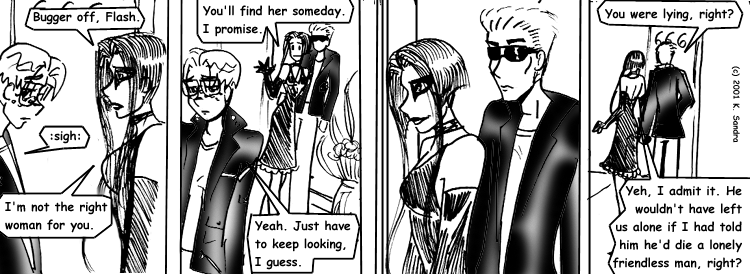 Bugger off, Flash.
:sigh:
I'm not the right
woman for you.
You'll find her someday.
I promise.
Yeah. Just have
to keep looking,
I guess.
You were lying, right?
666
Yeh, I admit it. He
wouldn't have left
us alone if I had told
him he'd die a lonely
friendless man, right?
(c) 2001 K. Sandra